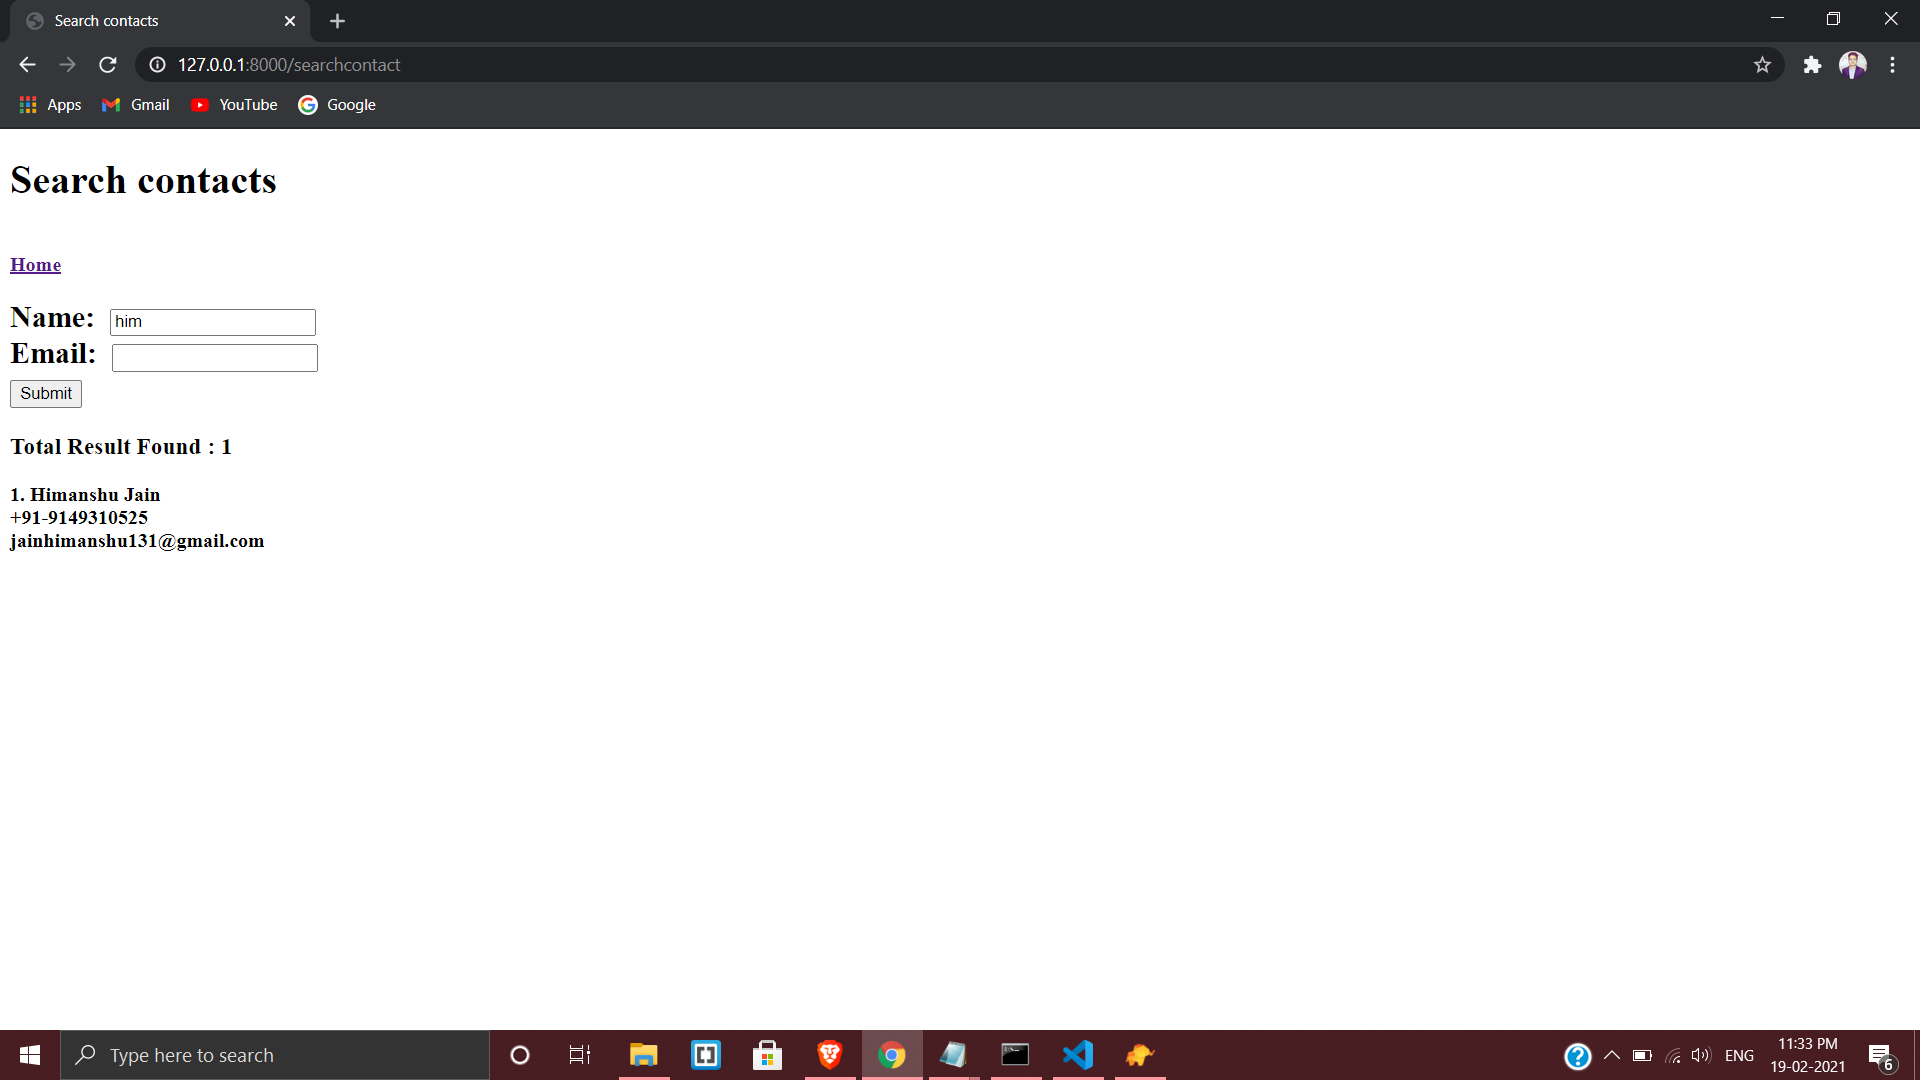 Search contacts
127.0.0.1:8000/searchcontact
Apps Gmail YouTube Google
Search contacts
Home
Name: him
Email:
Submit
Total Result Found : 1
1. Himanshu Jain
+91-9149310525
jainhimanshu131@gmail.com
Type here to search
ENG
11:33 PM
19-02-2021
6